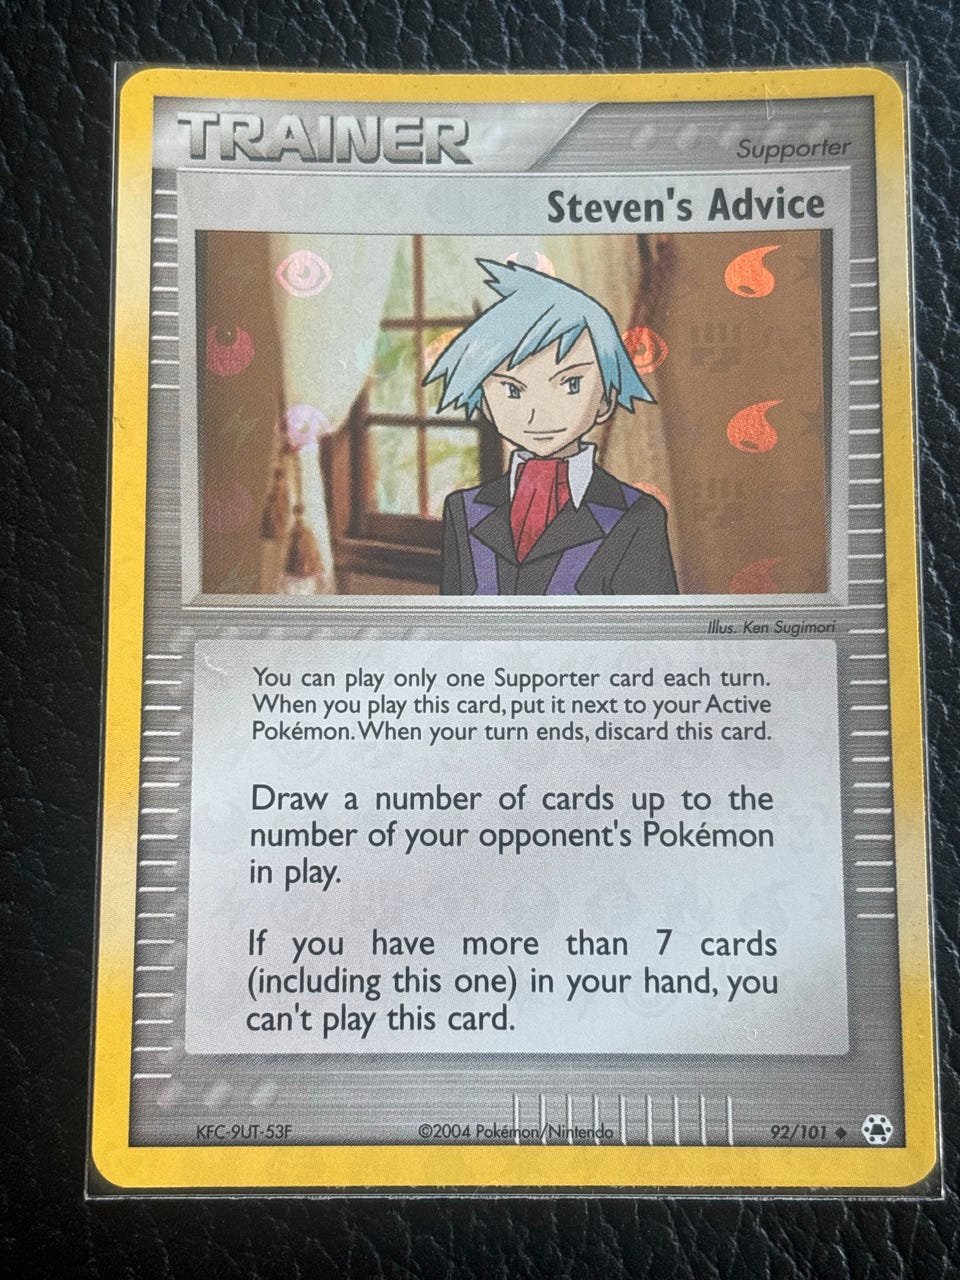 TRAINER
Supporter
Steven's Advice
Illus. Ken Sugimori
You can play only one Supporter card each turn.
When you play this card, put it next to your Active
Pokémon. When your turn ends, discard this card.
Draw a number of cards up to the
number of your opponent's Pokémon
in play.
If you have more than 7 cards
(including this one) in your hand, you
can't play this card.
KFC-9UT-53F
©2004 Pokémon/Nintendo
92/101 ◆